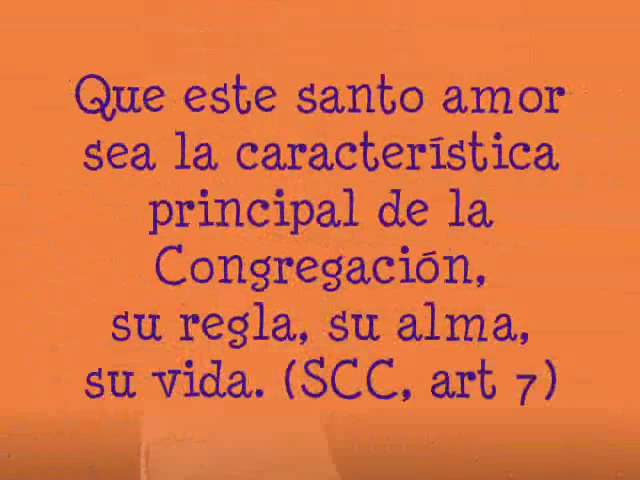 Que este santo amor
sea la característica
principal de la
Congregación,
su regla, su alma,
su vida. (SCC, art 7)